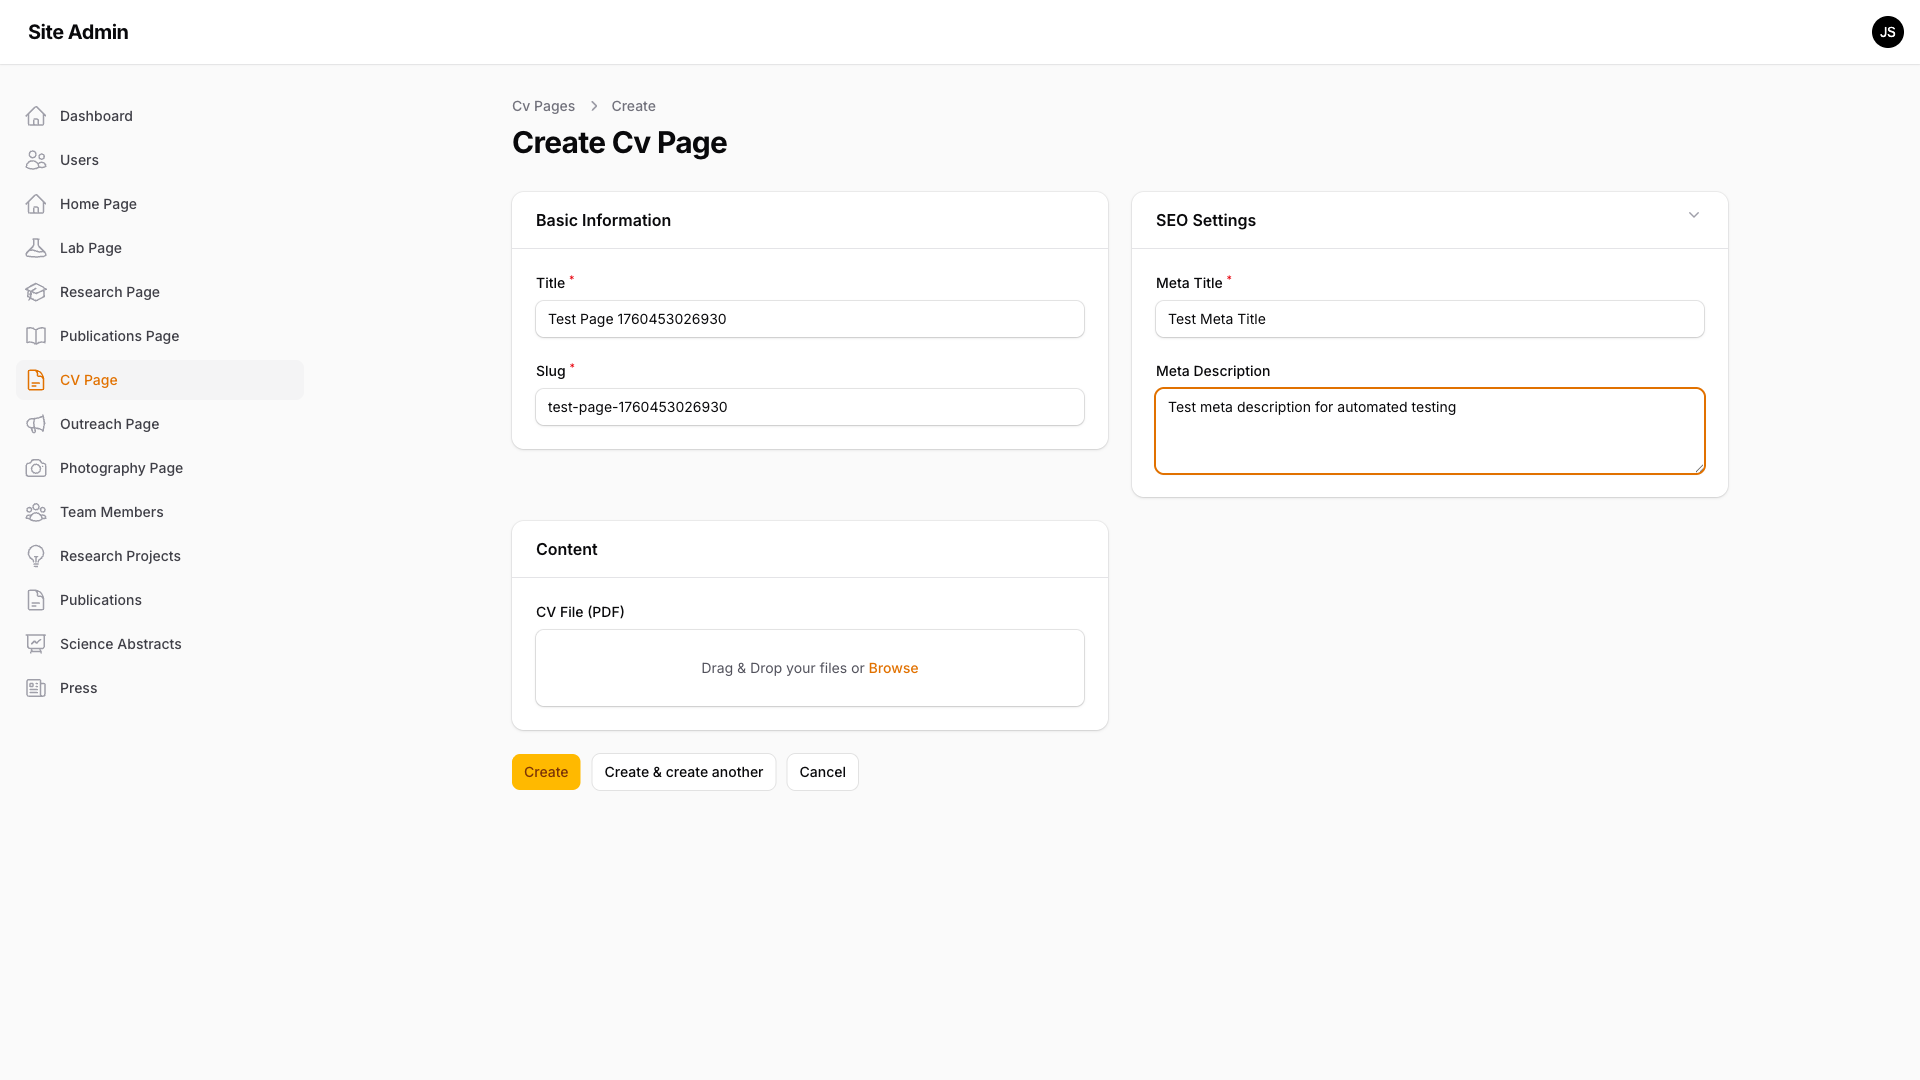 Site Admin
JS
Dashboard
Users
Home Page
Lab Page
Research Page
Publications Page
CV Page
Outreach Page
Photography Page
Team Members
Research Projects
Publications
Science Abstracts
Press
Cv Pages > Create
Create Cv Page
Basic Information
Title *
Test Page 1760453026930
Slug *
test-page-1760453026930
SEO Settings
Meta Title *
Test Meta Title
Meta Description
Test meta description for automated testing
Content
CV File (PDF)
Drag & Drop your files or Browse
Create
Create & create another
Cancel